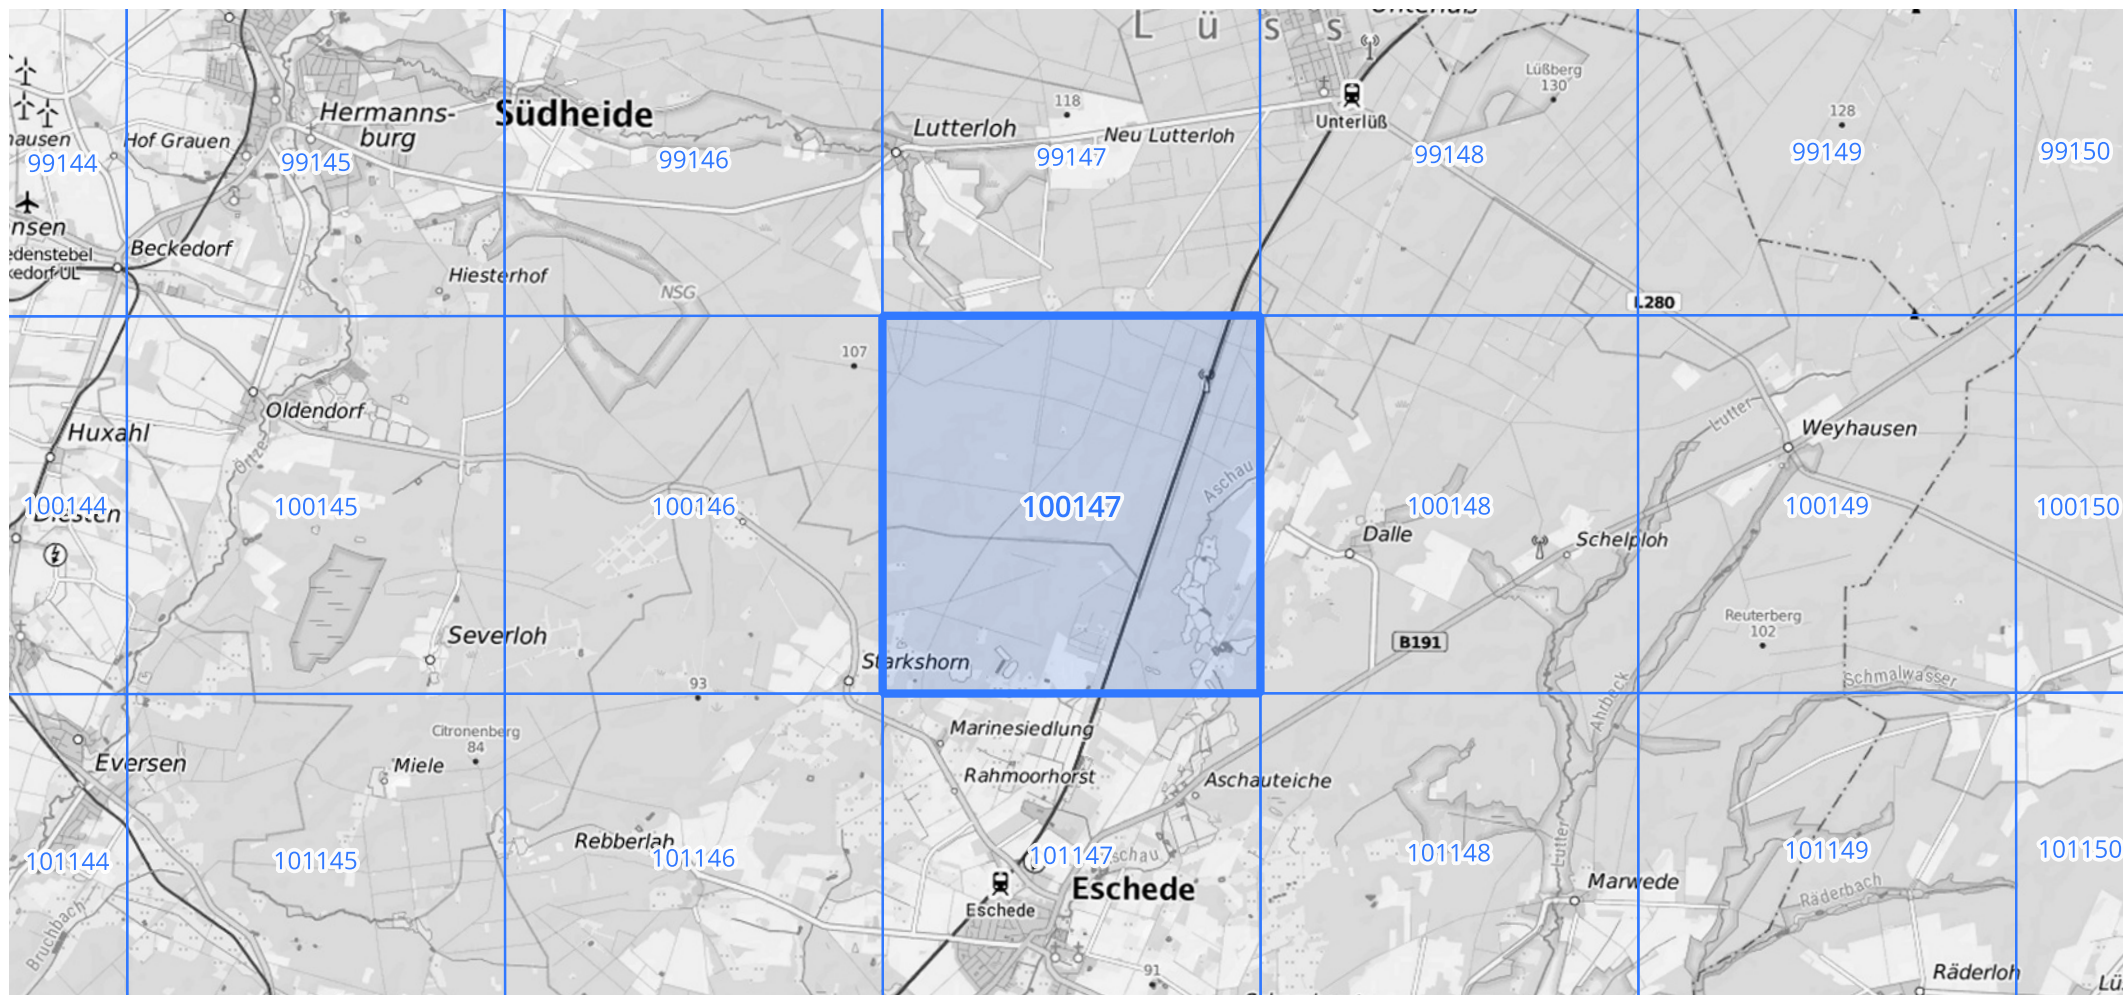 L ü s s
Lüßberg
130
118
128
Hermanns-
burg
Südheide
Lutterloh
Neu Lutterloh
Unterlüß
Hof Grauen
99144
99145
99146
99147
99148
99149
99150
Beckedorf
Hiesterhof
NSG
L280
107
Oldendorf
Huxahl
Örtze
Lutter
Weyhausen
Aschau
100144
100145
100146
100147
100148
100149
100150
Diesten
Dalle
Schelploh
Severloh
Starkshorn
B191
Reuterberg
102
93
Schmalwasser
Ahrbeck
Citronenberg
84
Marinesiedlung
Eversen
Miele
Rahmoorhorst
Aschauteiche
Rebberlah
101144
101145
101146
101147
101148
101149
101150
Lutter
Eschede
Eschede
Marwede
Räderbach
Bruchbach
91
Räderloh